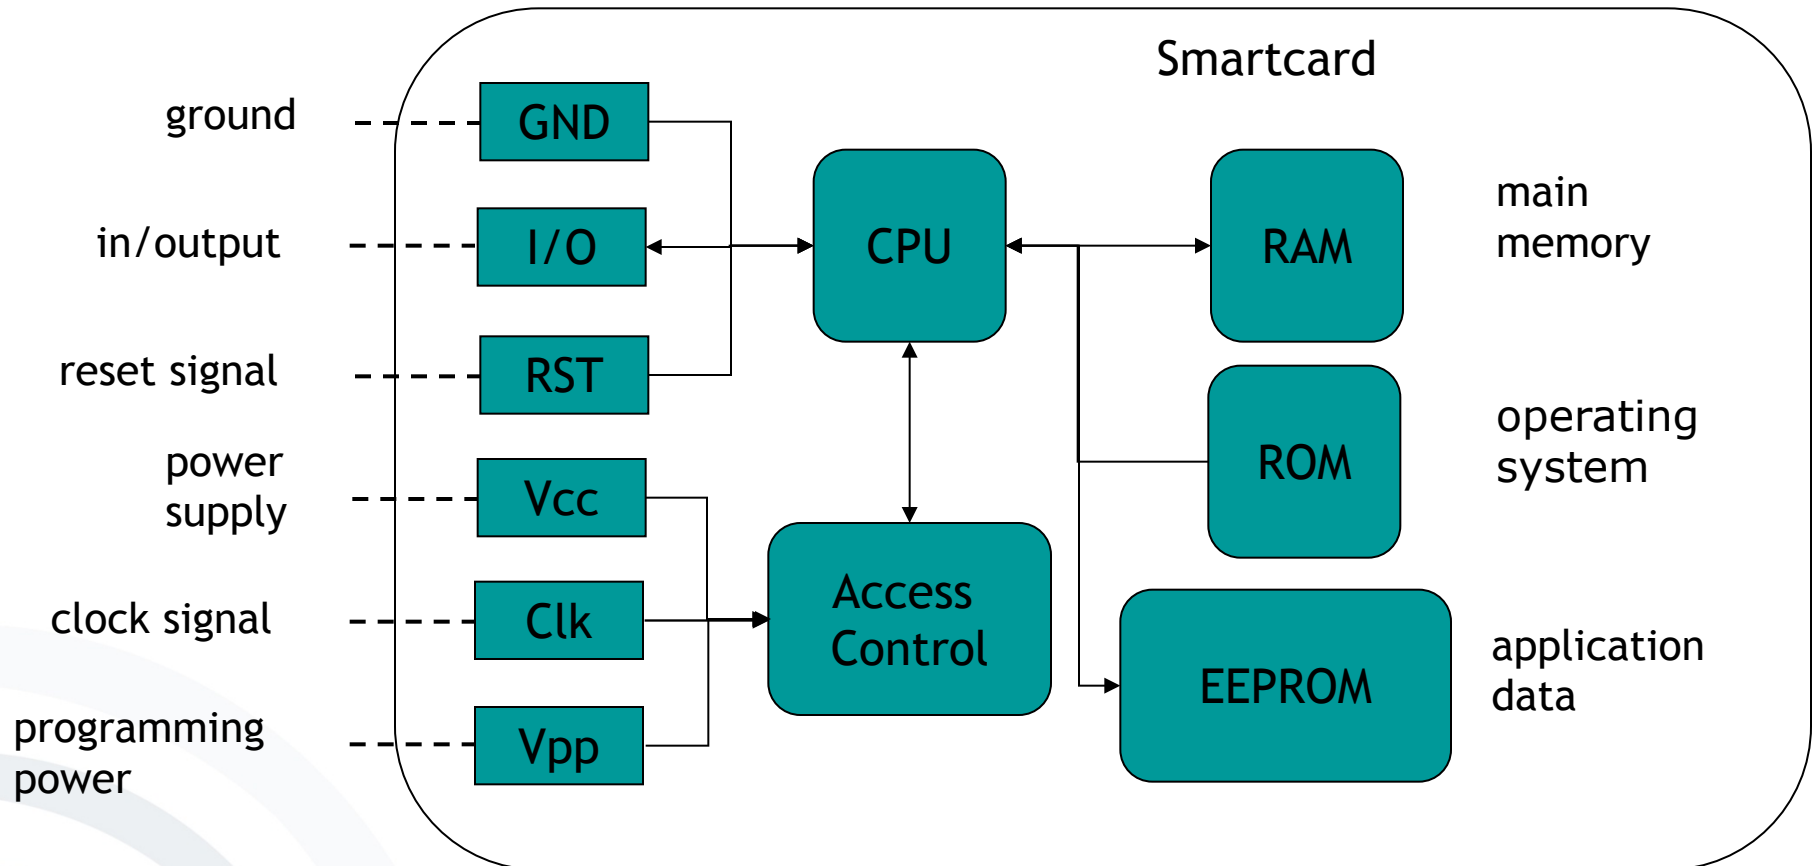 Smartcard
ground
GND
in/output
I/O
reset signal
RST
power
supply
Vcc
clock signal
Clk
programming
power
Vpp
CPU
Access
Control
RAM
main
memory
ROM
operating
system
EEPROM
application
data